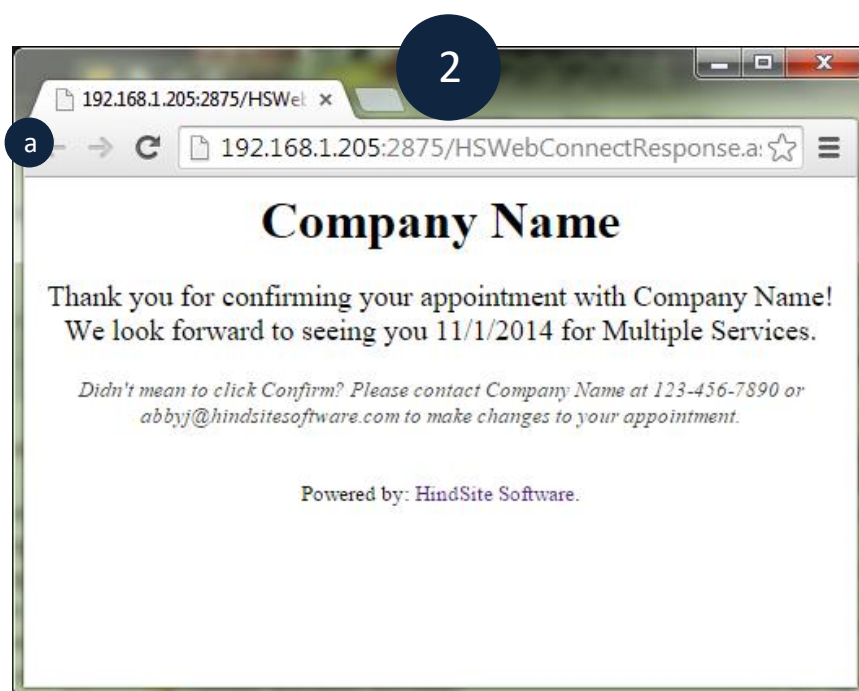 2
192.168.1.205:2875/HSWeb
a
192.168.1.205:2875/HSWebConnectResponse.a
Company Name
Thank you for confirming your appointment with Company Name!
We look forward to seeing you 11/1/2014 for Multiple Services.
Didn't mean to click Confirm? Please contact Company Name at 123-456-7890 or
abbyj@hindsitesoftware.com to make changes to your appointment.
Powered by: HindSite Software.